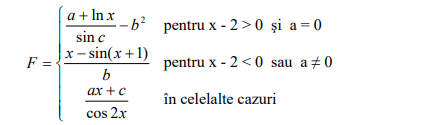 F = { (a + ln x)/(sin c) − b² pentru x - 2 > 0 și a = 0
(x − sin(x + 1))/b pentru x - 2 < 0 sau a ≠ 0
(ax + c)/(cos 2x) în celelalte cazuri